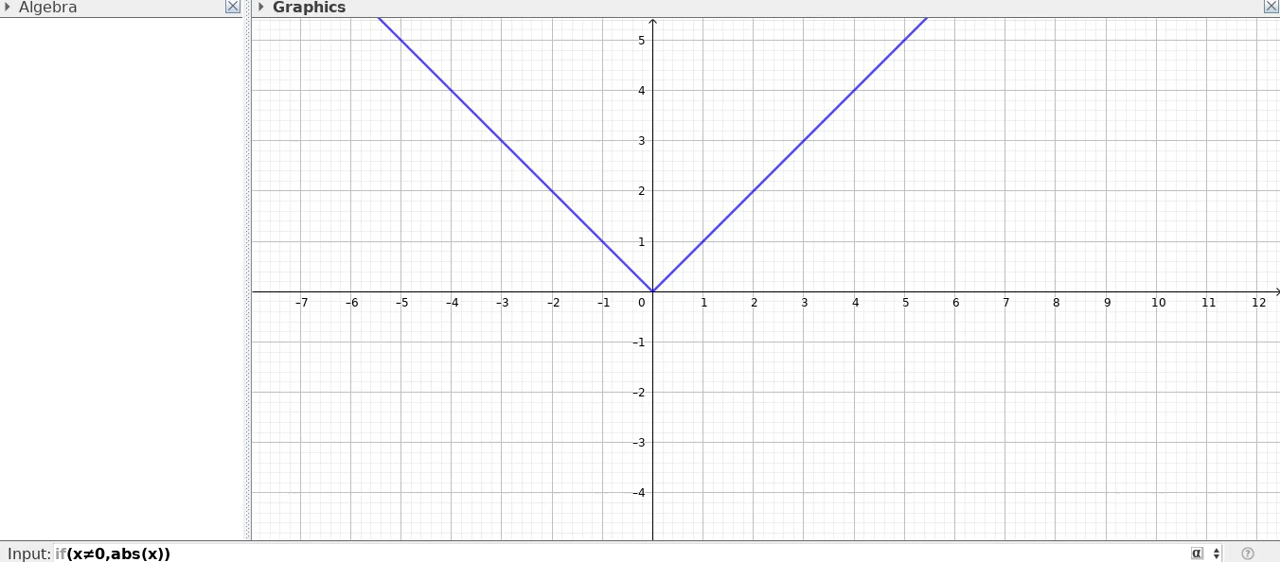 Algebra
Graphics
5
4
3
2
1
–7 –6 –5 –4 –3 –2 –1 0 1 2 3 4 5 6 7 8 9 10 11 12
–1
–2
–3
–4
Input: if(x≠0,abs(x)) α ?